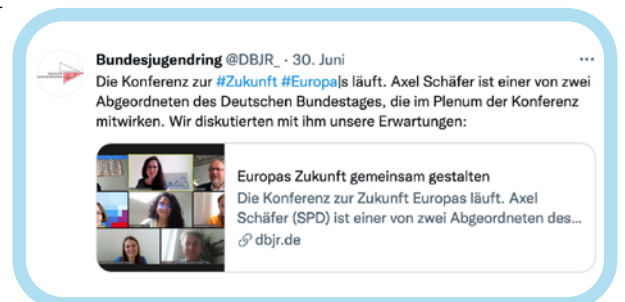 Bundesjugendring @DBJR_ · 30. Juni
Die Konferenz zur #Zukunft #Europa|s läuft. Axel Schäfer ist einer von zwei
Abgeordneten des Deutschen Bundestages, die im Plenum der Konferenz
mitwirken. Wir diskutierten mit ihm unsere Erwartungen:
Europas Zukunft gemeinsam gestalten
Die Konferenz zur Zukunft Europas läuft. Axel
Schäfer (SPD) ist einer von zwei Abgeordneten des...
dbjr.de